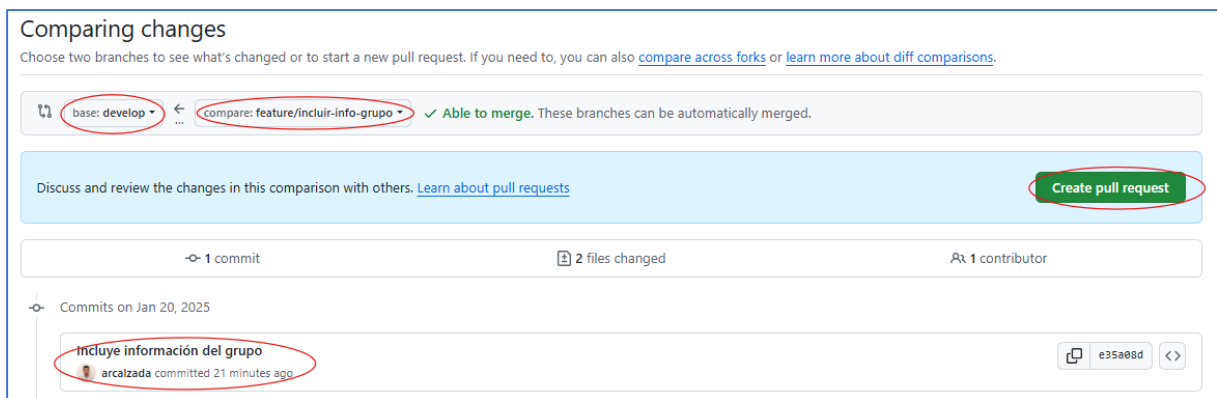 Comparing changes
Choose two branches to see what's changed or to start a new pull request. If you need to, you can also compare across forks or learn more about diff comparisons.
base: develop compare: feature/incluir-info-grupo Able to merge. These branches can be automatically merged.
Discuss and review the changes in this comparison with others. Learn about pull requests Create pull request
1 commit 2 files changed 1 contributor
Commits on Jan 20, 2025
Incluye información del grupo
arcalzada committed 21 minutes ago e35a08d